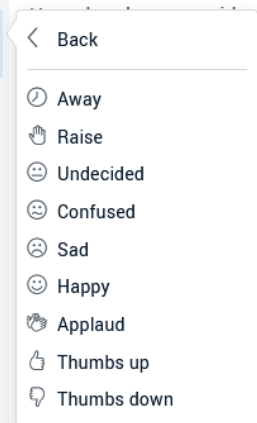 Back
Away
Raise
Undecided
Confused
Sad
Happy
Applaud
Thumbs up
Thumbs down